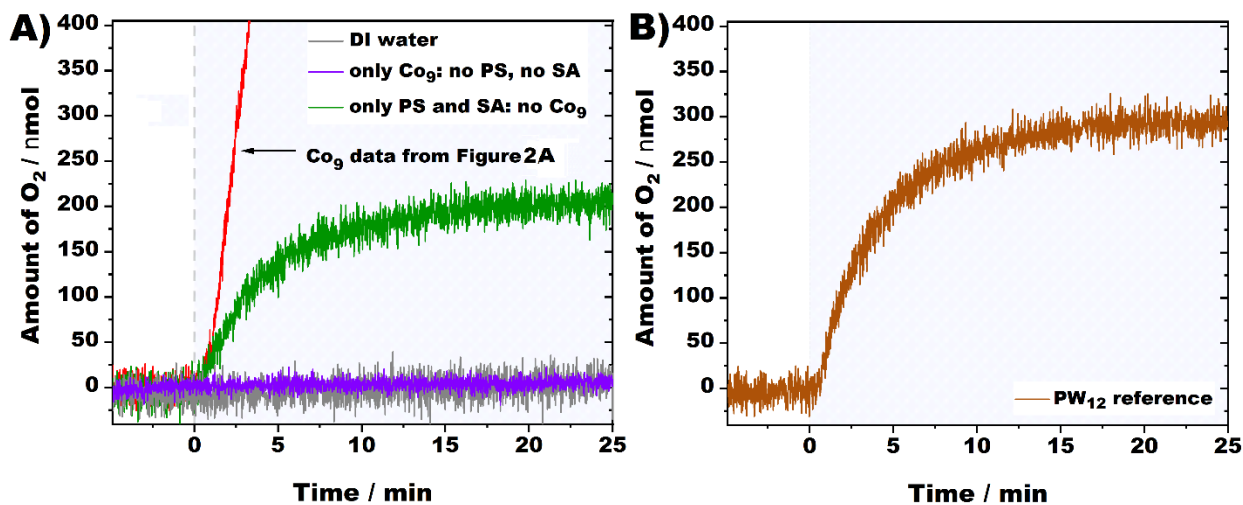 A)
400
350
300
250
200
150
100
50
0
Amount of O₂ / nmol
DI water
only Co₉: no PS, no SA
only PS and SA: no Co₉
Co₉ data from Figure 2A
0 5 10 15 20 25
Time / min
B)
400
350
300
250
200
150
100
50
0
Amount of O₂ / nmol
PW₁₂ reference
0 5 10 15 20 25
Time / min